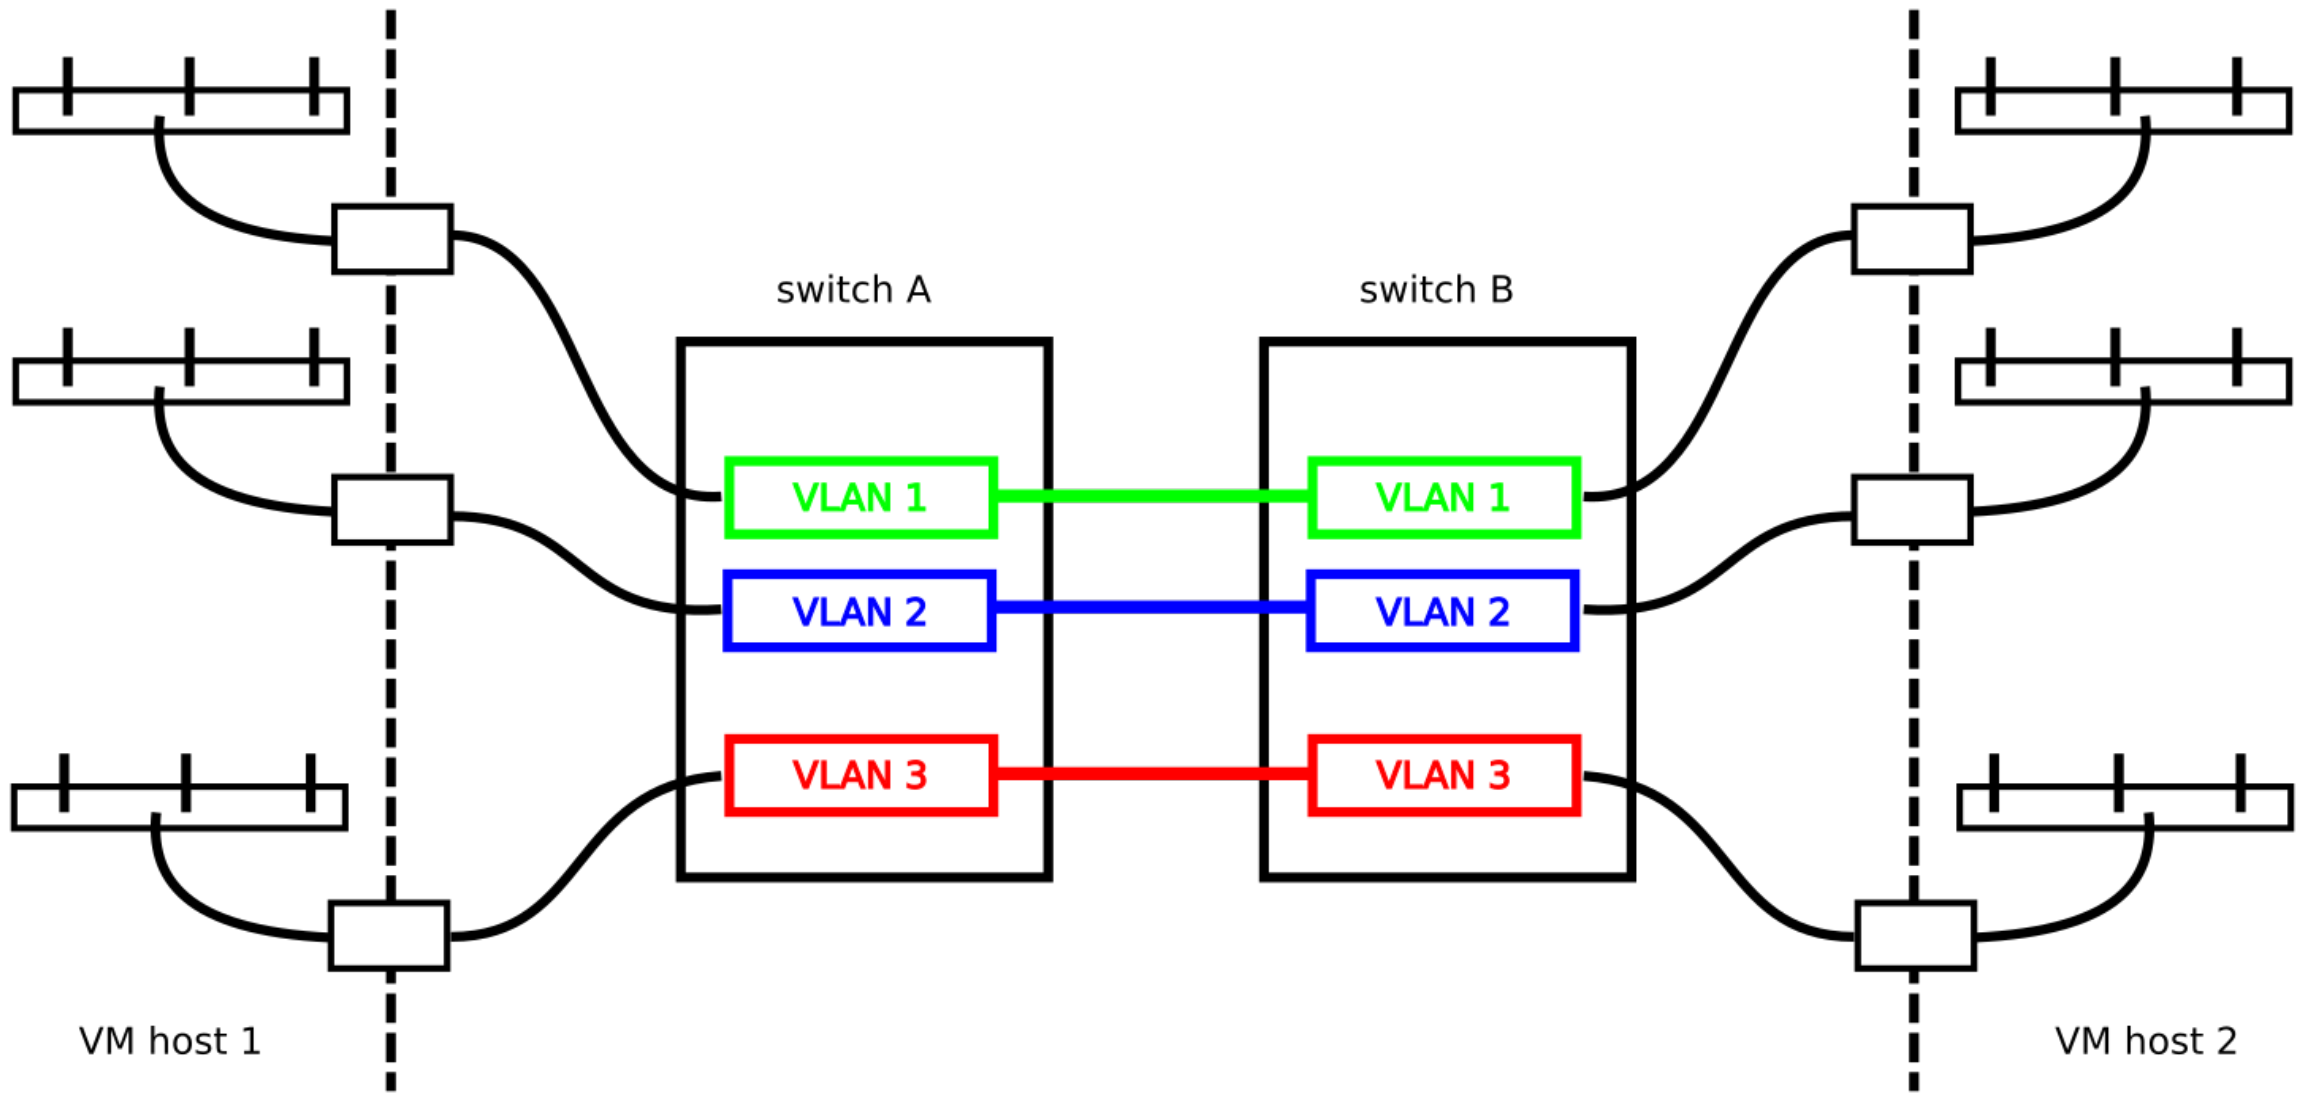 switch A
switch B
VLAN 1
VLAN 1
VLAN 2
VLAN 2
VLAN 3
VLAN 3
VM host 1
VM host 2